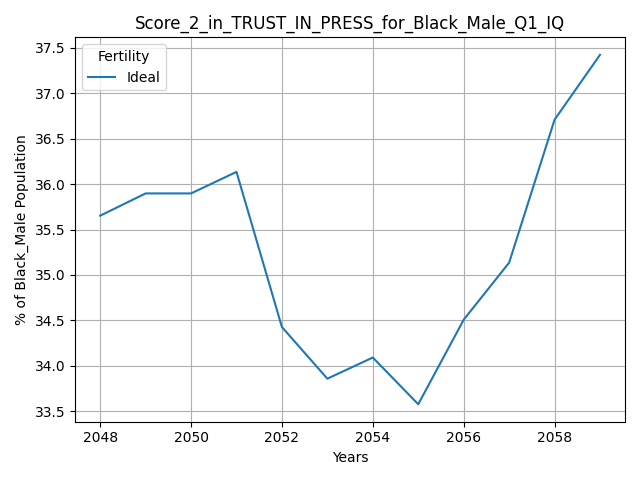 Score_2_in_TRUST_IN_PRESS_for_Black_Male_Q1_IQ
Fertility
Ideal
% of Black_Male Population
37.5
37.0
36.5
36.0
35.5
35.0
34.5
34.0
33.5
2048 2050 2052 2054 2056 2058
Years